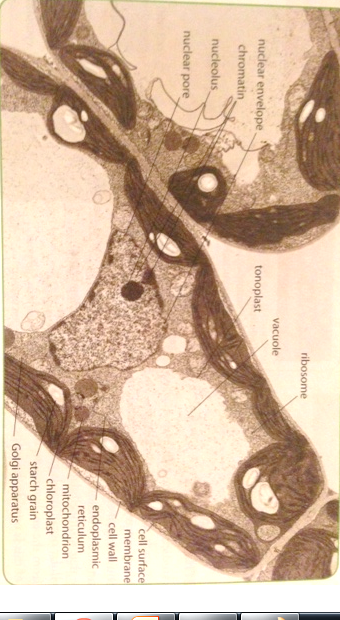 nuclear envelope
chromatin
nucleolus
nuclear pore
tonoplast
vacuole
ribosome
cell surface
membrane
cell wall
endoplasmic
reticulum
mitochondrion
chloroplast
starch grain
Golgi apparatus